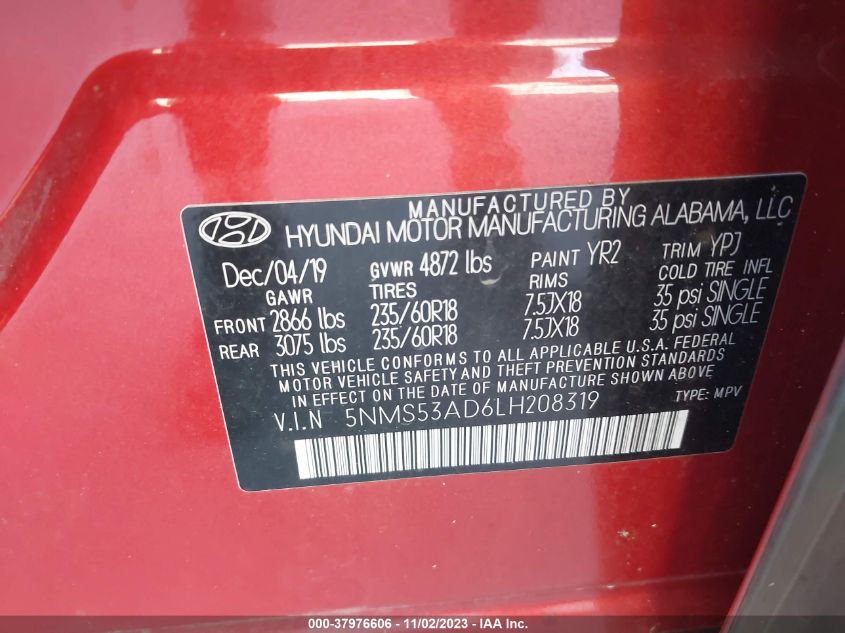 MANUFACTURED BY
HYUNDAI MOTOR MANUFACTURING ALABAMA, LLC
Dec/04/19 GVWR 4872 lbs PAINT YR2 TRIM YPJ
GAWR TIRES RIMS COLD TIRE INFL
FRONT 2866 lbs 235/60R18 7.5JX18 35 psi SINGLE
REAR 3075 lbs 235/60R18 7.5JX18 35 psi SINGLE
THIS VEHICLE CONFORMS TO ALL APPLICABLE U.S.A. FEDERAL
MOTOR VEHICLE SAFETY AND THEFT PREVENTION STANDARDS
IN EFFECT ON THE DATE OF MANUFACTURE SHOWN ABOVE
V.I.N 5NMS53AD6LH208319 TYPE: MPV
000-37976606 - 11/02/2023 - IAA Inc.